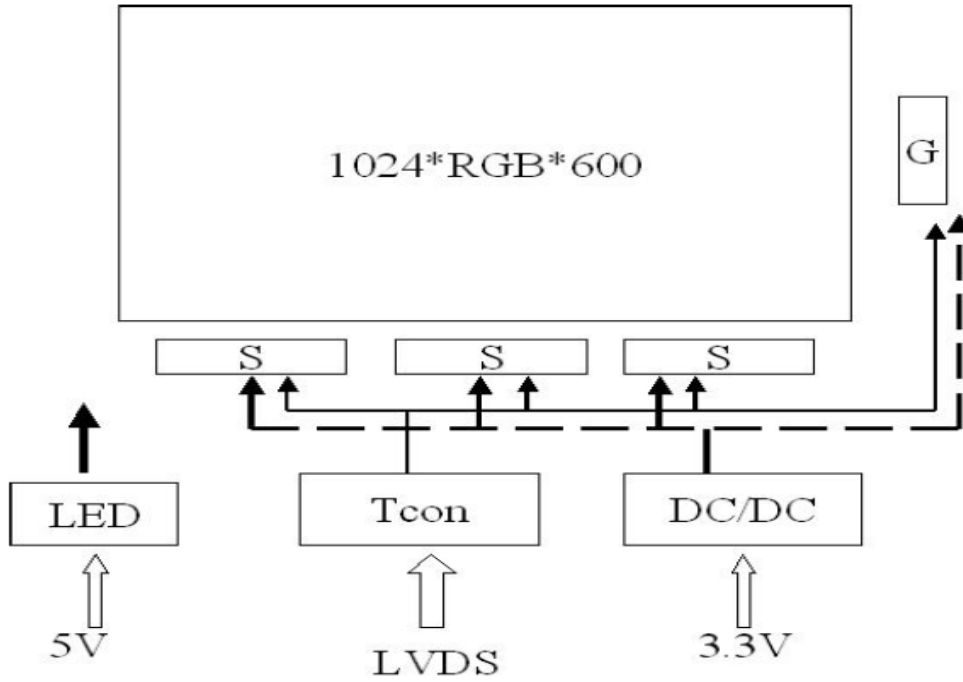 1024*RGB*600
G
S S S
LED Tcon DC/DC
5V LVDS 3.3V